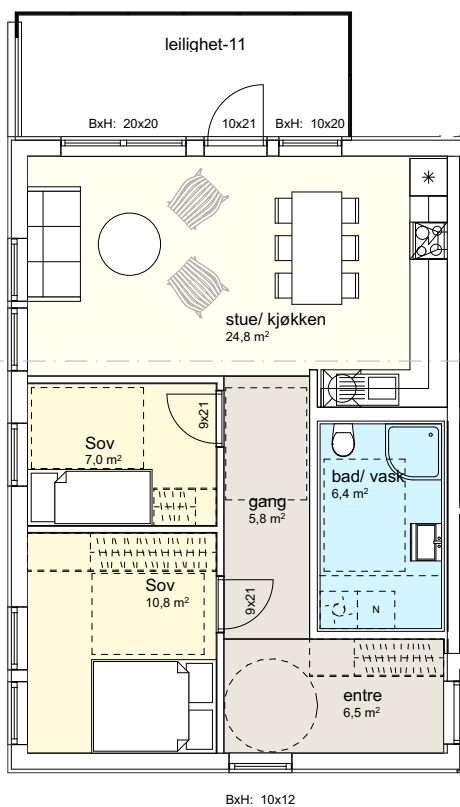 leilighet-11
BxH: 20x20
10x21
BxH: 10x20
stue/ kjøkken
24,8 m²
9x21
Sov
7,0 m²
bad/ vask
6,4 m²
gang
5,8 m²
Sov
10,8 m²
9x21
N
entre
6,5 m²
BxH: 10x12